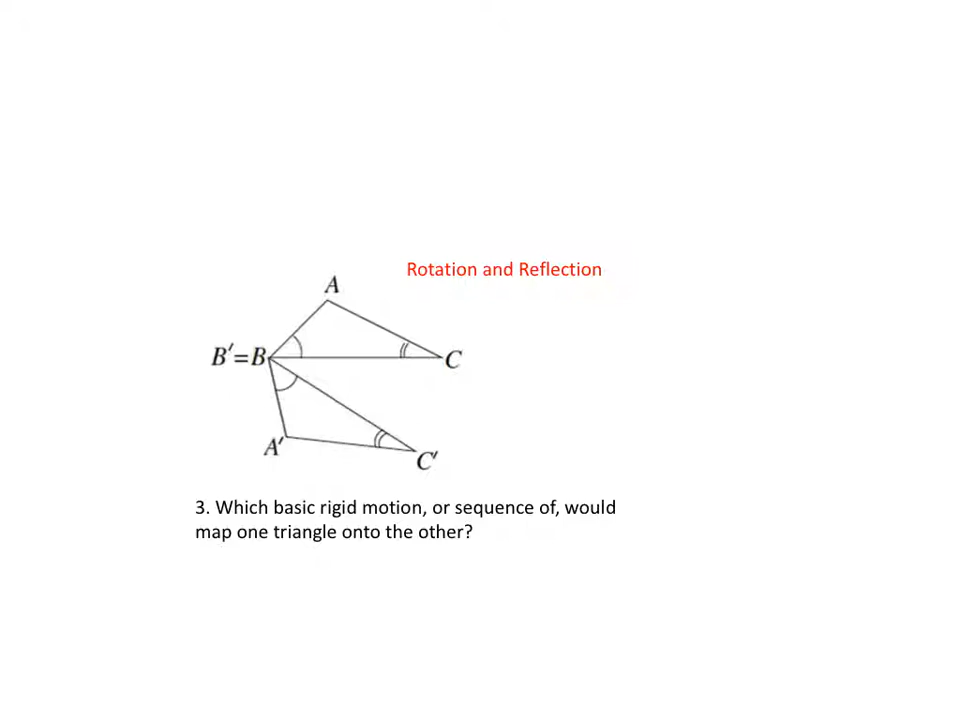 Rotation and Reflection
A
B′=B
C
A′
C′
3. Which basic rigid motion, or sequence of, would
map one triangle onto the other?